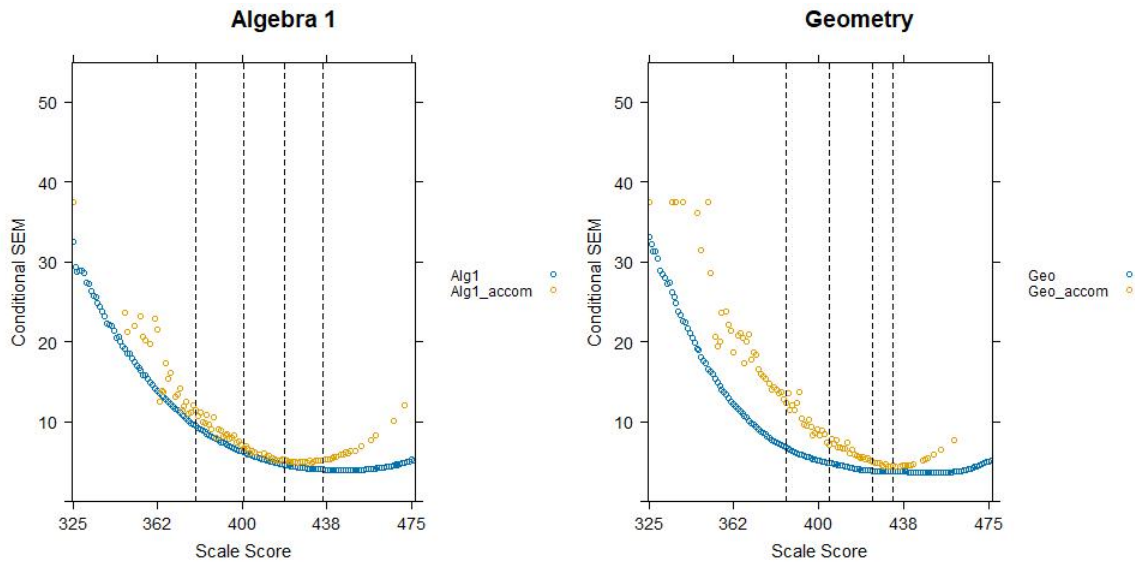 Algebra 1
Conditional SEM
50
40
30
20
10
325
362
400
438
475
Scale Score
Alg1
Alg1_accom
Geometry
Conditional SEM
50
40
30
20
10
325
362
400
438
475
Scale Score
Geo
Geo_accom